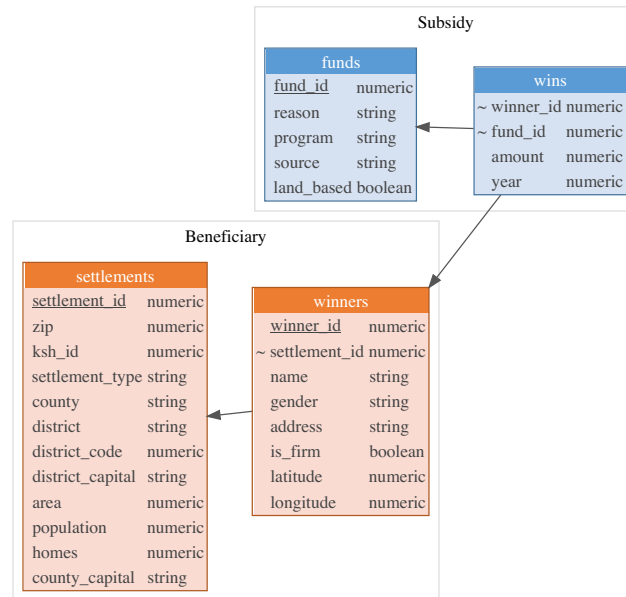 Subsidy
funds
fund_id numeric
reason string
program string
source string
land_based boolean
wins
~ winner_id numeric
~ fund_id numeric
amount numeric
year numeric
Beneficiary
settlements
settlement_id numeric
zip numeric
ksh_id numeric
settlement_type string
county string
district string
district_code numeric
district_capital string
area numeric
population numeric
homes numeric
county_capital string
winners
winner_id numeric
~ settlement_id numeric
name string
gender string
address string
is_firm boolean
latitude numeric
longitude numeric